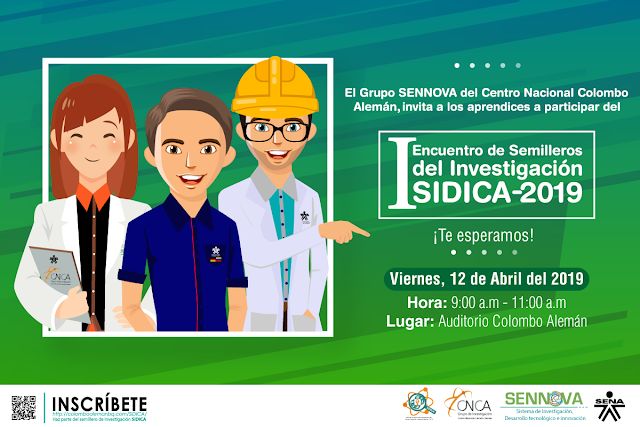 El Grupo SENNOVA del Centro Nacional Colombo
Alemán, invita a los aprendices a participar del
I Encuentro de Semilleros
del Investigación
SIDICA-2019
¡Te esperamos!
Viernes, 12 de Abril del 2019
Hora: 9:00 a.m - 11:00 a.m
Lugar: Auditorio Colombo Alemán
CNCA
INSCRÍBETE
Haz parte del semillero de investigación SIDICA
CNCA
Grupo de Investigación
SENNOVA
Sistema de Investigación,
Desarrollo tecnológico e innovación
SENA